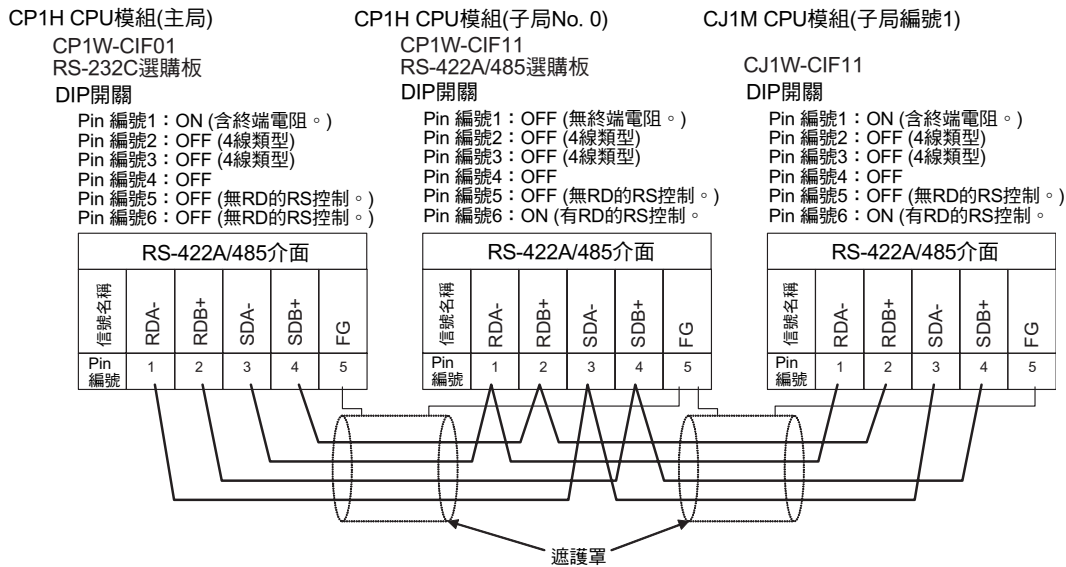 CP1H CPU模組(主局)
CP1W-CIF01
RS-232C選購板
DIP開關
Pin 編號1：ON (含終端電阻。)
Pin 編號2：OFF (4線類型)
Pin 編號3：OFF (4線類型)
Pin 編號4：OFF
Pin 編號5：OFF (無RD的RS控制。)
Pin 編號6：OFF (無RD的RS控制。)
RS-422A/485介面
信號名稱 RDA- RDB+ SDA- SDB+ FG
Pin 編號 1 2 3 4 5
CP1H CPU模組(子局No. 0)
CP1W-CIF11
RS-422A/485選購板
DIP開關
Pin 編號1：OFF (無終端電阻。)
Pin 編號2：OFF (4線類型)
Pin 編號3：OFF (4線類型)
Pin 編號4：OFF
Pin 編號5：OFF (無RD的RS控制。)
Pin 編號6：ON (有RD的RS控制。
RS-422A/485介面
信號名稱 RDA- RDB+ SDA- SDB+ FG
Pin 編號 1 2 3 4 5
CJ1M CPU模組(子局編號1)
CJ1W-CIF11
DIP開關
Pin 編號1：ON (含終端電阻。)
Pin 編號2：OFF (4線類型)
Pin 編號3：OFF (4線類型)
Pin 編號4：OFF
Pin 編號5：OFF (無RD的RS控制。)
Pin 編號6：ON (有RD的RS控制。
RS-422A/485介面
信號名稱 RDA- RDB+ SDA- SDB+ FG
Pin 編號 1 2 3 4 5
遮護罩